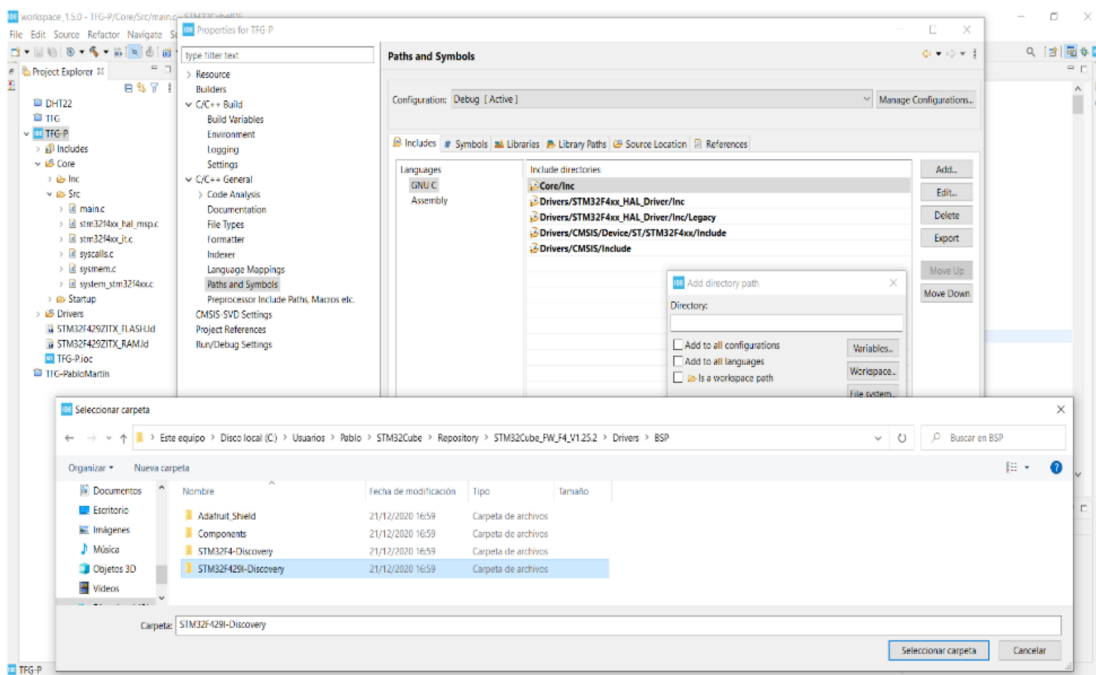 workspace_1.5.0 - TFG-P/Core/Src/main.c - STM32CubeIDE
File Edit Source Refactor Navigate
Project Explorer
DHT22
TFG
TFG-P
Includes
Core
Inc
Src
main.c
stm32f4xx_hal_msp.c
stm32f4xx_it.c
syscalls.c
sysmem.c
system_stm32f4xx.c
Startup
Drivers
STM32F429ZITX_FLASH.ld
STM32F429ZITX_RAM.ld
TFG-P.ioc
TFG-PabloMartín
TFG-P
IDE Properties for TFG-P
type filter text
Resource
Builders
C/C++ Build
Build Variables
Environment
Logging
Settings
C/C++ General
Code Analysis
Documentation
File Types
Formatter
Indexer
Language Mappings
Paths and Symbols
Preprocessor Include Paths, Macros etc.
CMSIS-SVD Settings
Project References
Run/Debug Settings
Paths and Symbols
Configuration: Debug [ Active ]
Manage Configurations...
Includes # Symbols Libraries Library Paths Source Location References
Languages
GNU C
Assembly
Include directories
Core/Inc
Drivers/STM32F4xx_HAL_Driver/Inc
Drivers/STM32F4xx_HAL_Driver/Inc/Legacy
Drivers/CMSIS/Device/ST/STM32F4xx/Include
Drivers/CMSIS/Include
Add...
Edit...
Delete
Export
Move Up
Move Down
IDE Add directory path
Directory:
Add to all configurations
Add to all languages
Is a workspace path
Variables...
Workspace...
File system...
IDE Seleccionar carpeta
Este equipo > Disco local (C:) > Usuarios > Pablo > STM32Cube > Repository > STM32Cube_FW_F4_V1.25.2 > Drivers > BSP
Buscar en BSP
Organizar Nueva carpeta
Documentos
Escritorio
Imágenes
Música
Objetos 3D
Vídeos
Nombre Fecha de modificación Tipo Tamaño
Adafruit_Shield 21/12/2020 16:59 Carpeta de archivos
Components 21/12/2020 16:59 Carpeta de archivos
STM32F4-Discovery 21/12/2020 16:59 Carpeta de archivos
STM32F429I-Discovery 21/12/2020 16:59 Carpeta de archivos
Carpeta: STM32F429I-Discovery
Seleccionar carpeta
Cancelar